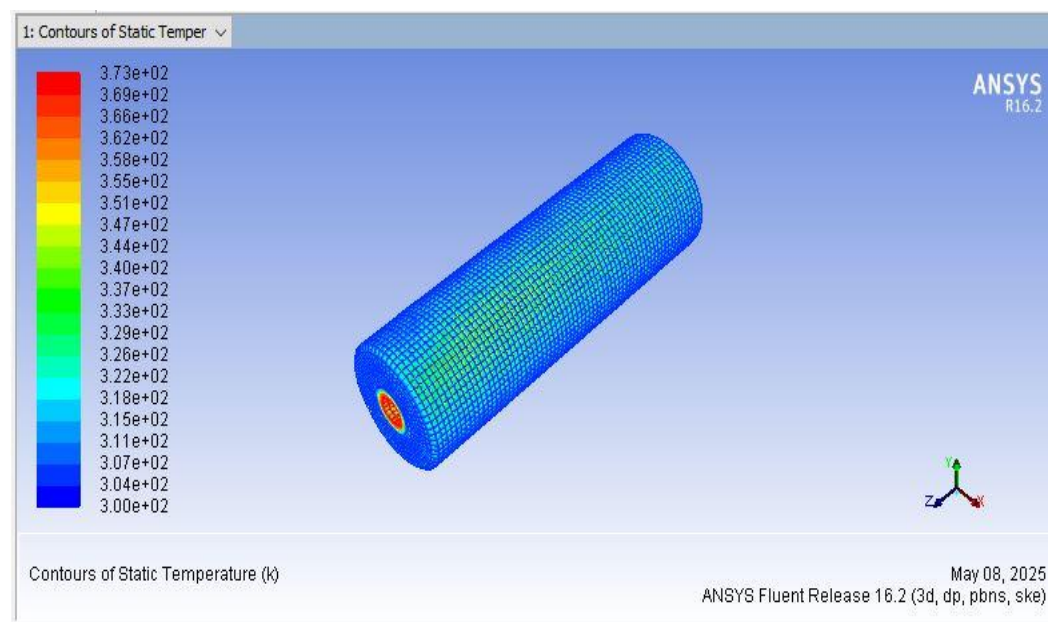 1: Contours of Static Temper
ANSYS
R16.2
3.73e+02
3.69e+02
3.66e+02
3.62e+02
3.58e+02
3.55e+02
3.51e+02
3.47e+02
3.44e+02
3.40e+02
3.37e+02
3.33e+02
3.29e+02
3.26e+02
3.22e+02
3.18e+02
3.15e+02
3.11e+02
3.07e+02
3.04e+02
3.00e+02
Y
Z
X
Contours of Static Temperature (k)
May 08, 2025
ANSYS Fluent Release 16.2 (3d, dp, pbns, ske)